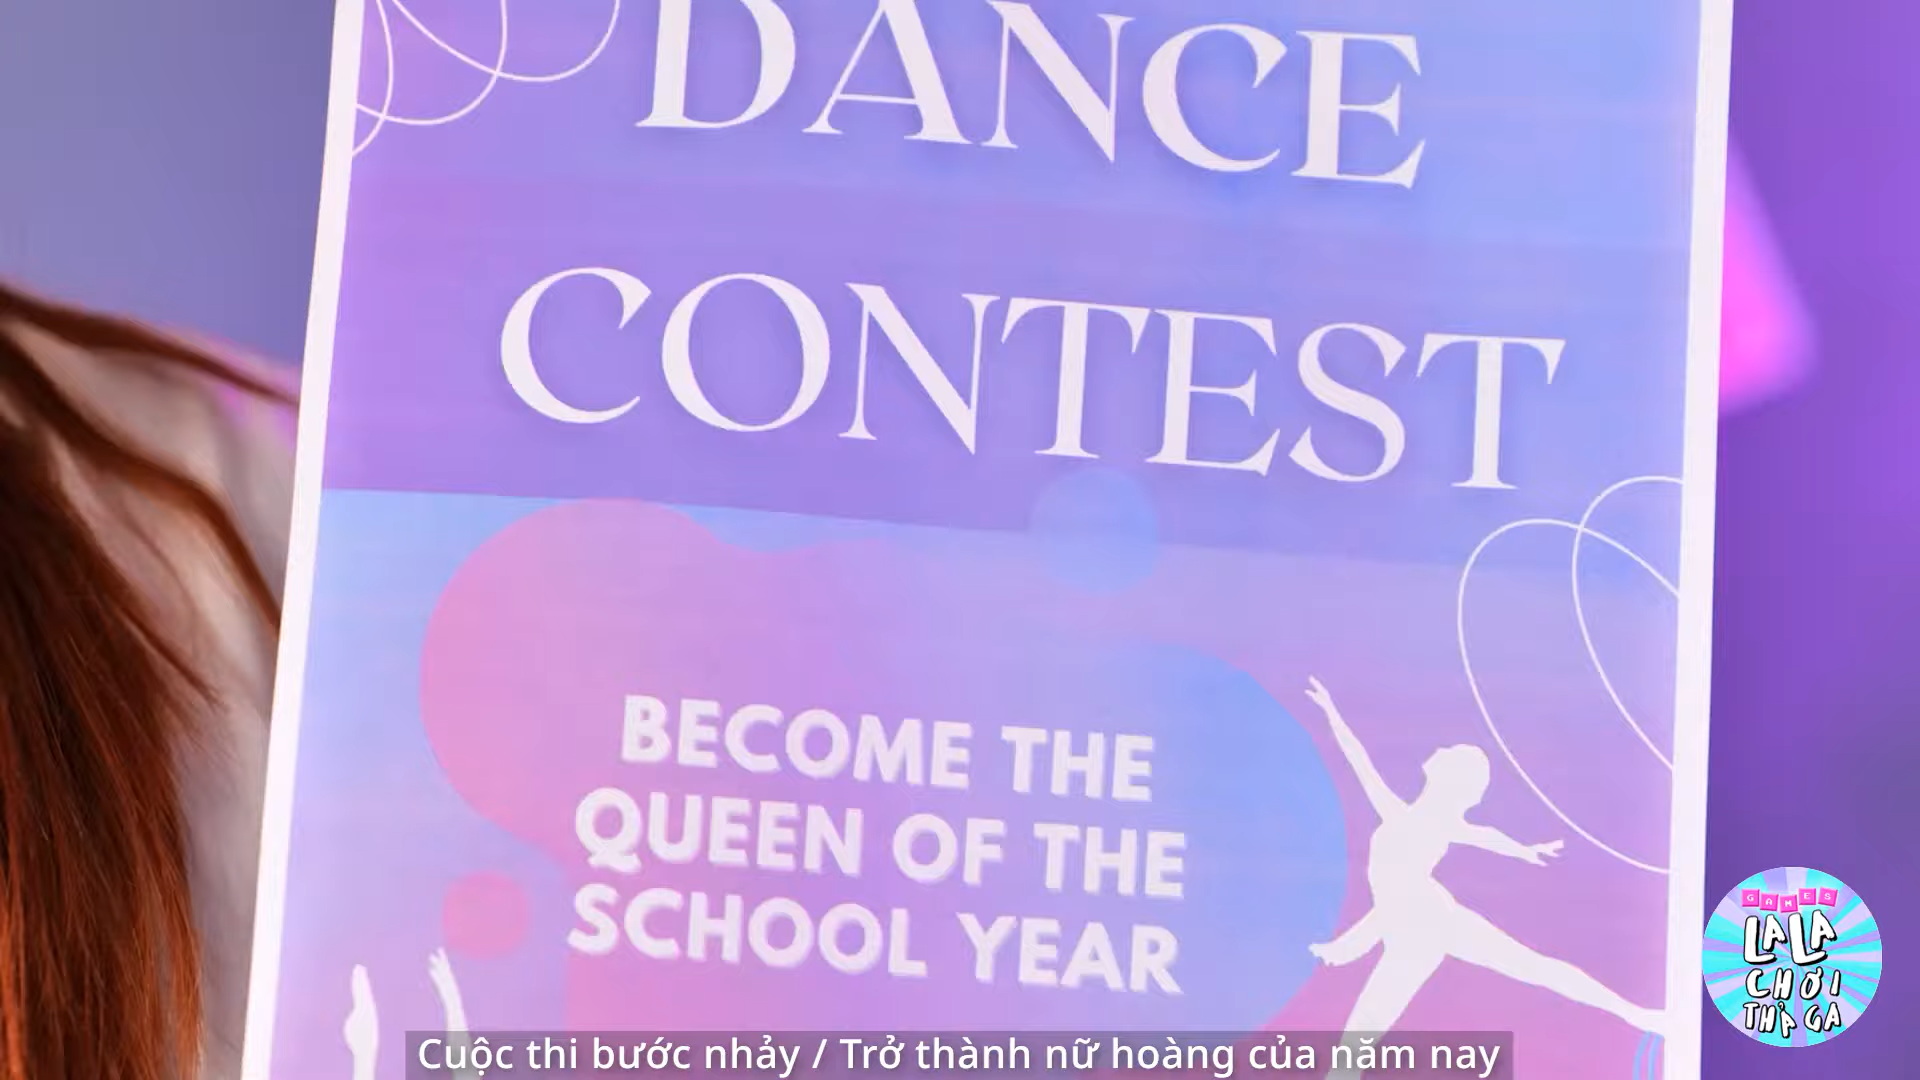 DANCE
CONTEST
BECOME THE
QUEEN OF THE
SCHOOL YEAR
GAMES
LA LA
CHƠI
THẢ GA
Cuộc thi bước nhảy / Trở thành nữ hoàng của năm nay